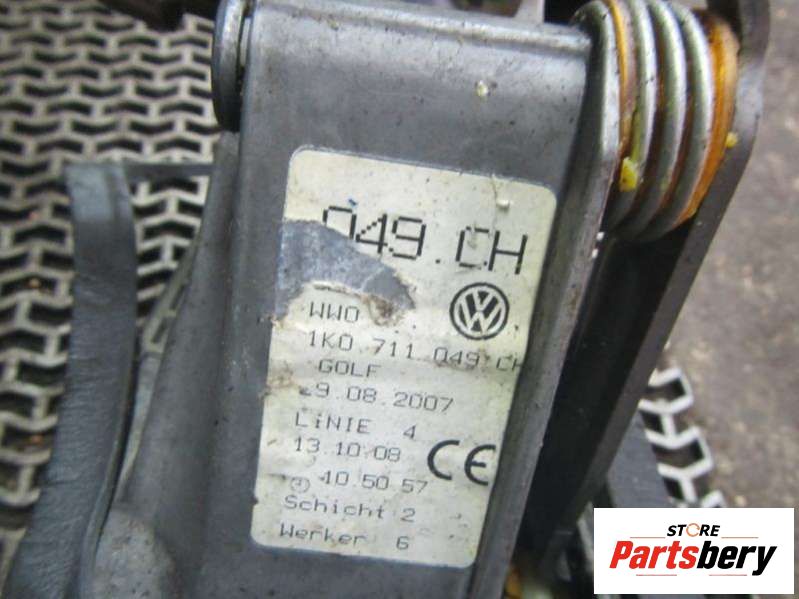 049.CH
WWO
1K0 711 049 CH
GOLF
29.08.2007
LiNIE 4
13.10.08
CE
10.50.57
Schicht 2
Werker 6
STORE
Partsbery